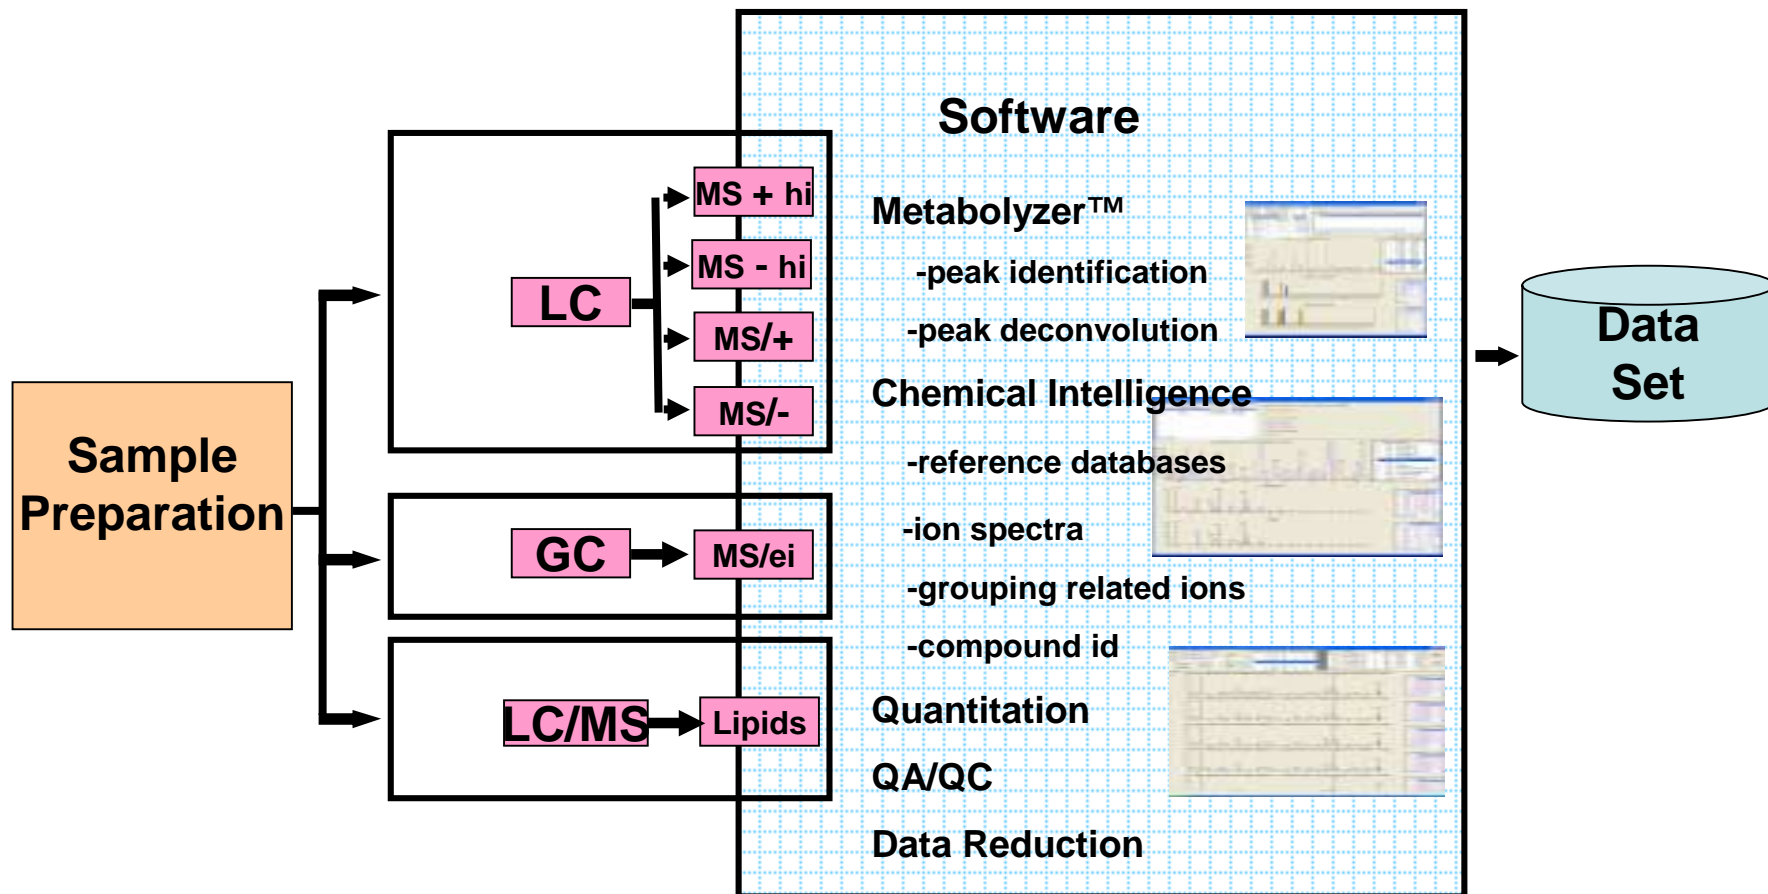 Sample
Preparation
LC
MS + hi
MS - hi
MS/+
MS/-
GC
MS/ei
LC/MS
Lipids
Software
Metabolyzer™
-peak identification
-peak deconvolution
Chemical Intelligence
-reference databases
-ion spectra
-grouping related ions
-compound id
Quantitation
QA/QC
Data Reduction
Data
Set